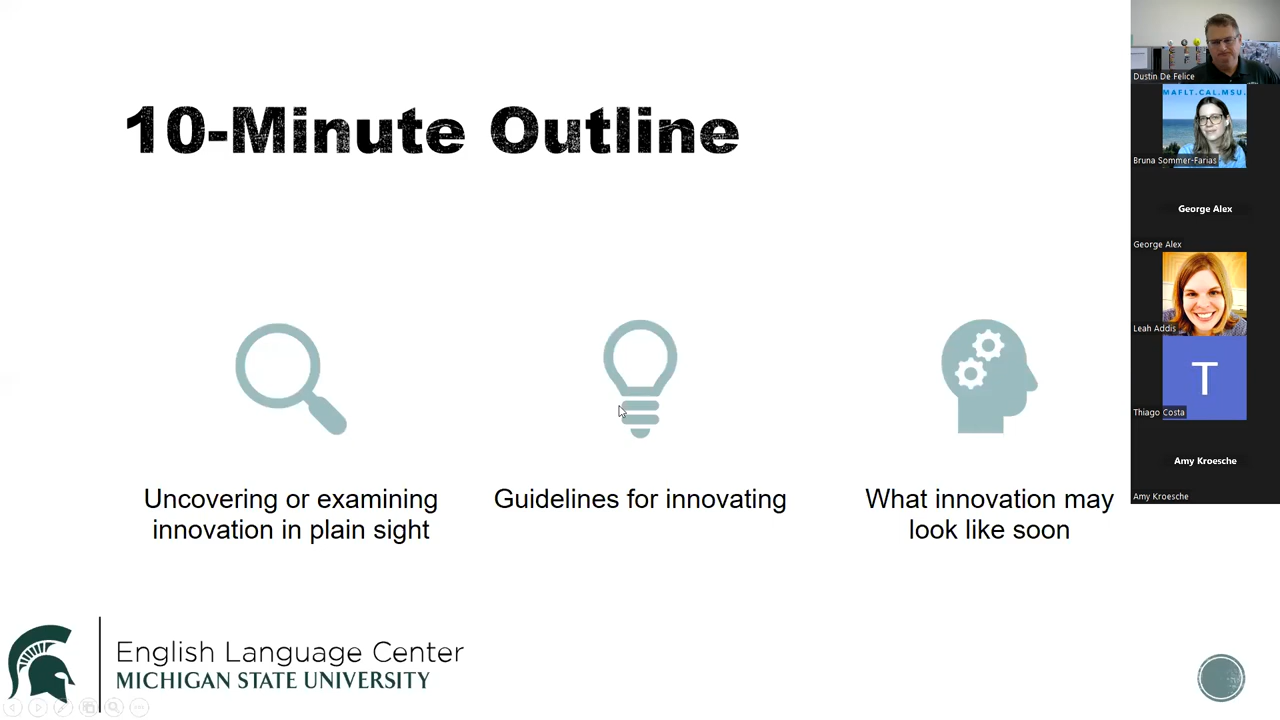 10-Minute Outline
Uncovering or examining
innovation in plain sight
Guidelines for innovating
What innovation may
look like soon
English Language Center
MICHIGAN STATE UNIVERSITY
Dustin De Felice
MAFLT.CAL.MSU.
Bruna Sommer-Farias
George Alex
George Alex
Leah Addis
T
Thiago Costa
Amy Kroesche
Amy Kroesche